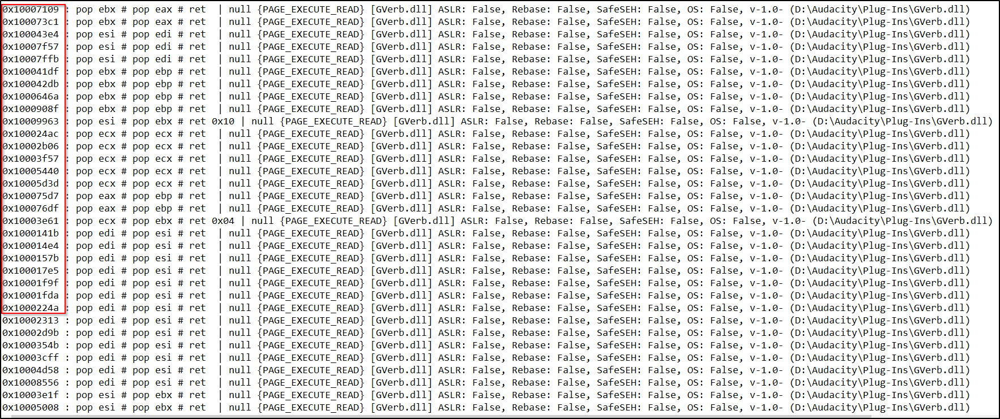 0x10007109 : pop ebx # pop eax # ret | null {PAGE_EXECUTE_READ} [GVerb.dll] ASLR: False, Rebase: False, SafeSEH: False, OS: False, v-1.0- (D:\Audacity\Plug-Ins\GVerb.dll)
0x100073c1 : pop ebx # pop eax # ret | null {PAGE_EXECUTE_READ} [GVerb.dll] ASLR: False, Rebase: False, SafeSEH: False, OS: False, v-1.0- (D:\Audacity\Plug-Ins\GVerb.dll)
0x100043e4 : pop esi # pop edi # ret | null {PAGE_EXECUTE_READ} [GVerb.dll] ASLR: False, Rebase: False, SafeSEH: False, OS: False, v-1.0- (D:\Audacity\Plug-Ins\GVerb.dll)
0x10007f57 : pop esi # pop edi # ret | null {PAGE_EXECUTE_READ} [GVerb.dll] ASLR: False, Rebase: False, SafeSEH: False, OS: False, v-1.0- (D:\Audacity\Plug-Ins\GVerb.dll)
0x10007ffb : pop esi # pop edi # ret | null {PAGE_EXECUTE_READ} [GVerb.dll] ASLR: False, Rebase: False, SafeSEH: False, OS: False, v-1.0- (D:\Audacity\Plug-Ins\GVerb.dll)
0x100041df : pop ebx # pop ebp # ret | null {PAGE_EXECUTE_READ} [GVerb.dll] ASLR: False, Rebase: False, SafeSEH: False, OS: False, v-1.0- (D:\Audacity\Plug-Ins\GVerb.dll)
0x100042db : pop ebx # pop ebp # ret | null {PAGE_EXECUTE_READ} [GVerb.dll] ASLR: False, Rebase: False, SafeSEH: False, OS: False, v-1.0- (D:\Audacity\Plug-Ins\GVerb.dll)
0x1000646a : pop ebx # pop ebp # ret | null {PAGE_EXECUTE_READ} [GVerb.dll] ASLR: False, Rebase: False, SafeSEH: False, OS: False, v-1.0- (D:\Audacity\Plug-Ins\GVerb.dll)
0x1000908f : pop ebx # pop ebp # ret | null {PAGE_EXECUTE_READ} [GVerb.dll] ASLR: False, Rebase: False, SafeSEH: False, OS: False, v-1.0- (D:\Audacity\Plug-Ins\GVerb.dll)
0x10009963 : pop esi # pop ebx # ret 0x10 | null {PAGE_EXECUTE_READ} [GVerb.dll] ASLR: False, Rebase: False, SafeSEH: False, OS: False, v-1.0- (D:\Audacity\Plug-Ins\GVerb.dll)
0x100024ac : pop ecx # pop ecx # ret | null {PAGE_EXECUTE_READ} [GVerb.dll] ASLR: False, Rebase: False, SafeSEH: False, OS: False, v-1.0- (D:\Audacity\Plug-Ins\GVerb.dll)
0x10002b06 : pop ecx # pop ecx # ret | null {PAGE_EXECUTE_READ} [GVerb.dll] ASLR: False, Rebase: False, SafeSEH: False, OS: False, v-1.0- (D:\Audacity\Plug-Ins\GVerb.dll)
0x10003f57 : pop ecx # pop ecx # ret | null {PAGE_EXECUTE_READ} [GVerb.dll] ASLR: False, Rebase: False, SafeSEH: False, OS: False, v-1.0- (D:\Audacity\Plug-Ins\GVerb.dll)
0x10005440 : pop ecx # pop ecx # ret | null {PAGE_EXECUTE_READ} [GVerb.dll] ASLR: False, Rebase: False, SafeSEH: False, OS: False, v-1.0- (D:\Audacity\Plug-Ins\GVerb.dll)
0x10005d3d : pop ecx # pop ecx # ret | null {PAGE_EXECUTE_READ} [GVerb.dll] ASLR: False, Rebase: False, SafeSEH: False, OS: False, v-1.0- (D:\Audacity\Plug-Ins\GVerb.dll)
0x100075d7 : pop eax # pop ebp # ret | null {PAGE_EXECUTE_READ} [GVerb.dll] ASLR: False, Rebase: False, SafeSEH: False, OS: False, v-1.0- (D:\Audacity\Plug-Ins\GVerb.dll)
0x100076df : pop eax # pop ebp # ret | null {PAGE_EXECUTE_READ} [GVerb.dll] ASLR: False, Rebase: False, SafeSEH: False, OS: False, v-1.0- (D:\Audacity\Plug-Ins\GVerb.dll)
0x10003e61 : pop ecx # pop ebx # ret 0x04 | null {PAGE_EXECUTE_READ} [GVerb.dll] ASLR: False, Rebase: False, SafeSEH: False, OS: False, v-1.0- (D:\Audacity\Plug-Ins\GVerb.dll)
0x1000141b : pop edi # pop esi # ret | null {PAGE_EXECUTE_READ} [GVerb.dll] ASLR: False, Rebase: False, SafeSEH: False, OS: False, v-1.0- (D:\Audacity\Plug-Ins\GVerb.dll)
0x100014e4 : pop edi # pop esi # ret | null {PAGE_EXECUTE_READ} [GVerb.dll] ASLR: False, Rebase: False, SafeSEH: False, OS: False, v-1.0- (D:\Audacity\Plug-Ins\GVerb.dll)
0x1000157b : pop edi # pop esi # ret | null {PAGE_EXECUTE_READ} [GVerb.dll] ASLR: False, Rebase: False, SafeSEH: False, OS: False, v-1.0- (D:\Audacity\Plug-Ins\GVerb.dll)
0x100017e5 : pop edi # pop esi # ret | null {PAGE_EXECUTE_READ} [GVerb.dll] ASLR: False, Rebase: False, SafeSEH: False, OS: False, v-1.0- (D:\Audacity\Plug-Ins\GVerb.dll)
0x10001f9f : pop edi # pop esi # ret | null {PAGE_EXECUTE_READ} [GVerb.dll] ASLR: False, Rebase: False, SafeSEH: False, OS: False, v-1.0- (D:\Audacity\Plug-Ins\GVerb.dll)
0x10001fda : pop edi # pop esi # ret | null {PAGE_EXECUTE_READ} [GVerb.dll] ASLR: False, Rebase: False, SafeSEH: False, OS: False, v-1.0- (D:\Audacity\Plug-Ins\GVerb.dll)
0x1000224a : pop edi # pop esi # ret | null {PAGE_EXECUTE_READ} [GVerb.dll] ASLR: False, Rebase: False, SafeSEH: False, OS: False, v-1.0- (D:\Audacity\Plug-Ins\GVerb.dll)
0x10002313 : pop edi # pop esi # ret | null {PAGE_EXECUTE_READ} [GVerb.dll] ASLR: False, Rebase: False, SafeSEH: False, OS: False, v-1.0- (D:\Audacity\Plug-Ins\GVerb.dll)
0x10002d9b : pop edi # pop esi # ret | null {PAGE_EXECUTE_READ} [GVerb.dll] ASLR: False, Rebase: False, SafeSEH: False, OS: False, v-1.0- (D:\Audacity\Plug-Ins\GVerb.dll)
0x1000354b : pop edi # pop esi # ret | null {PAGE_EXECUTE_READ} [GVerb.dll] ASLR: False, Rebase: False, SafeSEH: False, OS: False, v-1.0- (D:\Audacity\Plug-Ins\GVerb.dll)
0x10003cff : pop edi # pop esi # ret | null {PAGE_EXECUTE_READ} [GVerb.dll] ASLR: False, Rebase: False, SafeSEH: False, OS: False, v-1.0- (D:\Audacity\Plug-Ins\GVerb.dll)
0x10004d58 : pop edi # pop esi # ret | null {PAGE_EXECUTE_READ} [GVerb.dll] ASLR: False, Rebase: False, SafeSEH: False, OS: False, v-1.0- (D:\Audacity\Plug-Ins\GVerb.dll)
0x10008556 : pop edi # pop esi # ret | null {PAGE_EXECUTE_READ} [GVerb.dll] ASLR: False, Rebase: False, SafeSEH: False, OS: False, v-1.0- (D:\Audacity\Plug-Ins\GVerb.dll)
0x10003e1f : pop esi # pop ebx # ret | null {PAGE_EXECUTE_READ} [GVerb.dll] ASLR: False, Rebase: False, SafeSEH: False, OS: False, v-1.0- (D:\Audacity\Plug-Ins\GVerb.dll)
0x10005008 : pop esi # pop ebx # ret | null {PAGE_EXECUTE_READ} [GVerb.dll] ASLR: False, Rebase: False, SafeSEH: False, OS: False, v-1.0- (D:\Audacity\Plug-Ins\GVerb.dll)